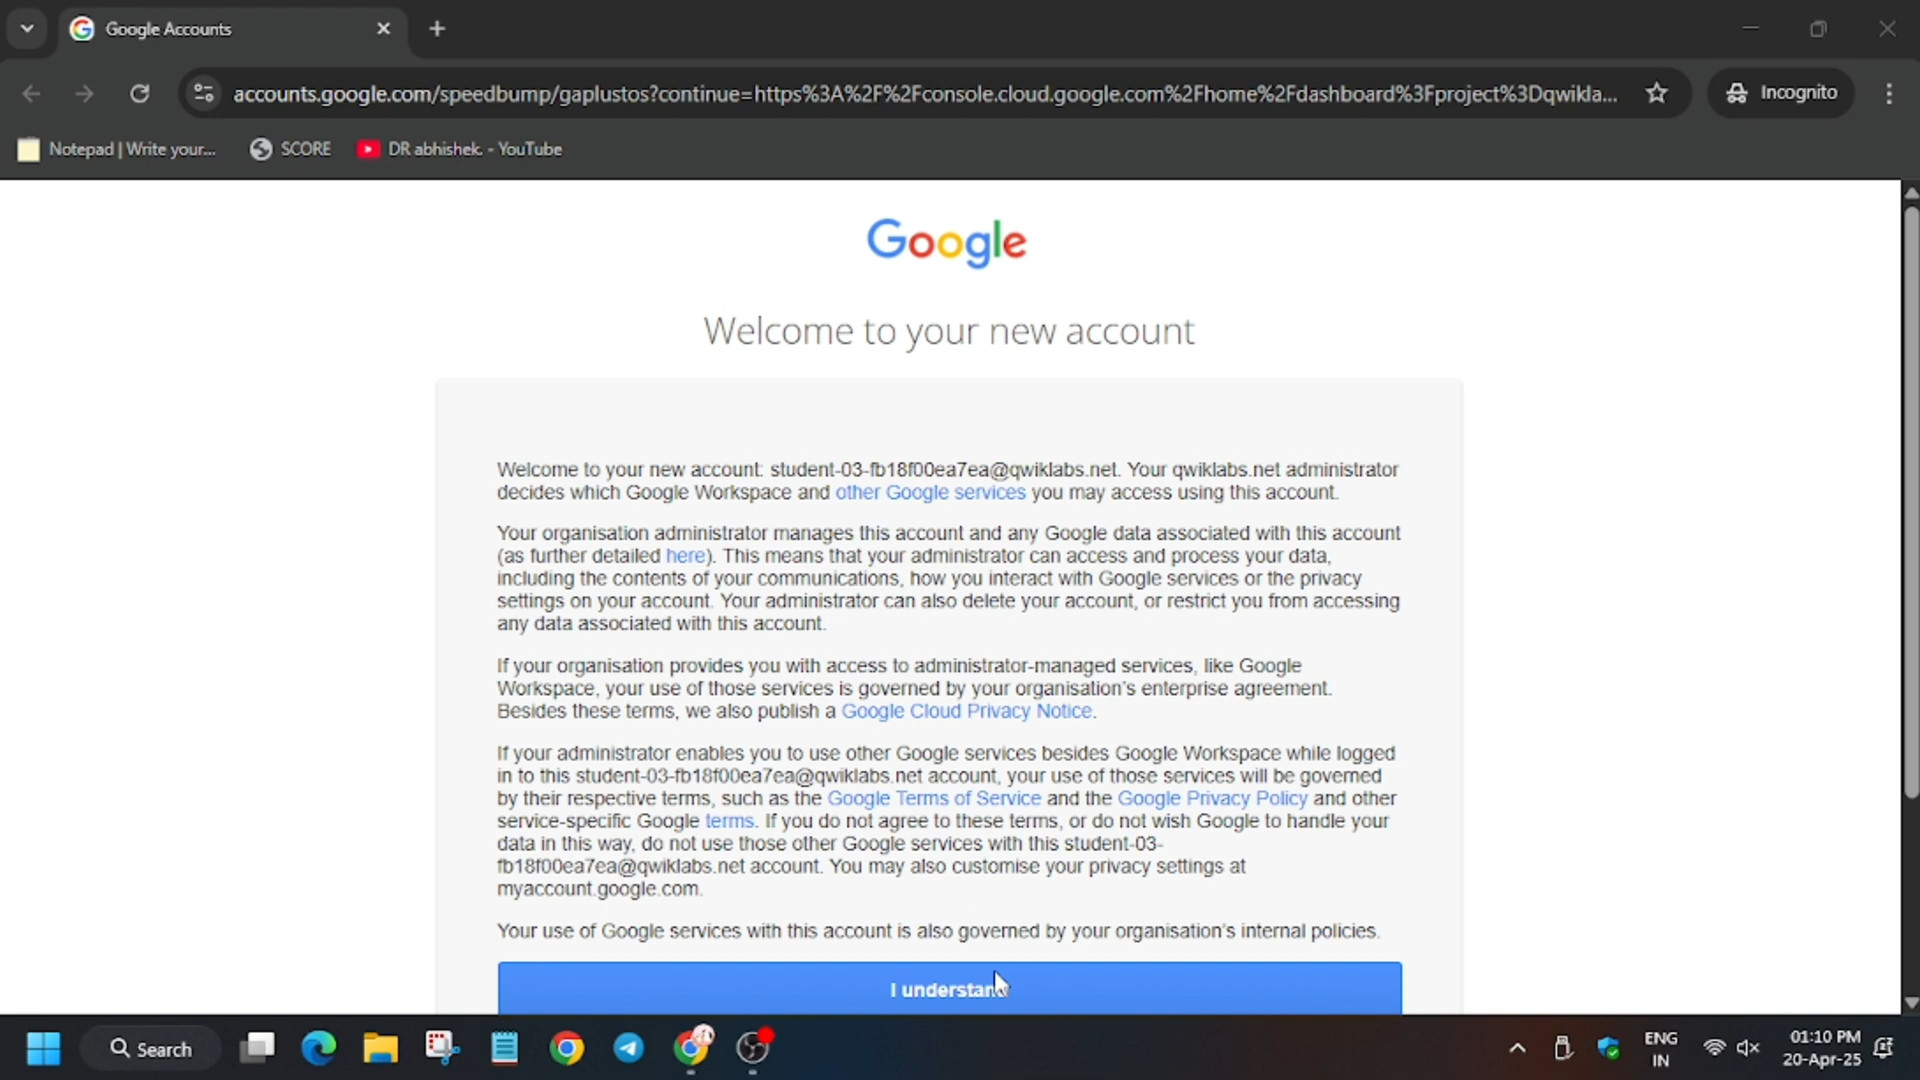 Google Accounts
accounts.google.com/speedbump/gaplustos?continue=https%3A%2F%2Fconsole.cloud.google.com%2Fhome%2Fdashboard%3Fproject%3Dqwikla...
Incognito
Notepad | Write your...
SCORE
DR abhishek. - YouTube
Google
Welcome to your new account
Welcome to your new account: student-03-fb18f00ea7ea@qwiklabs.net. Your qwiklabs.net administrator
decides which Google Workspace and other Google services you may access using this account.
Your organisation administrator manages this account and any Google data associated with this account
(as further detailed here). This means that your administrator can access and process your data,
including the contents of your communications, how you interact with Google services or the privacy
settings on your account. Your administrator can also delete your account, or restrict you from accessing
any data associated with this account.
If your organisation provides you with access to administrator-managed services, like Google
Workspace, your use of those services is governed by your organisation's enterprise agreement.
Besides these terms, we also publish a Google Cloud Privacy Notice.
If your administrator enables you to use other Google services besides Google Workspace while logged
in to this student-03-fb18f00ea7ea@qwiklabs.net account, your use of those services will be governed
by their respective terms, such as the Google Terms of Service and the Google Privacy Policy and other
service-specific Google terms. If you do not agree to these terms, or do not wish Google to handle your
data in this way, do not use those other Google services with this student-03-
fb18f00ea7ea@qwiklabs.net account. You may also customise your privacy settings at
myaccount.google.com.
Your use of Google services with this account is also governed by your organisation's internal policies.
I understand
Search
ENG
IN
01:10 PM
20-Apr-25